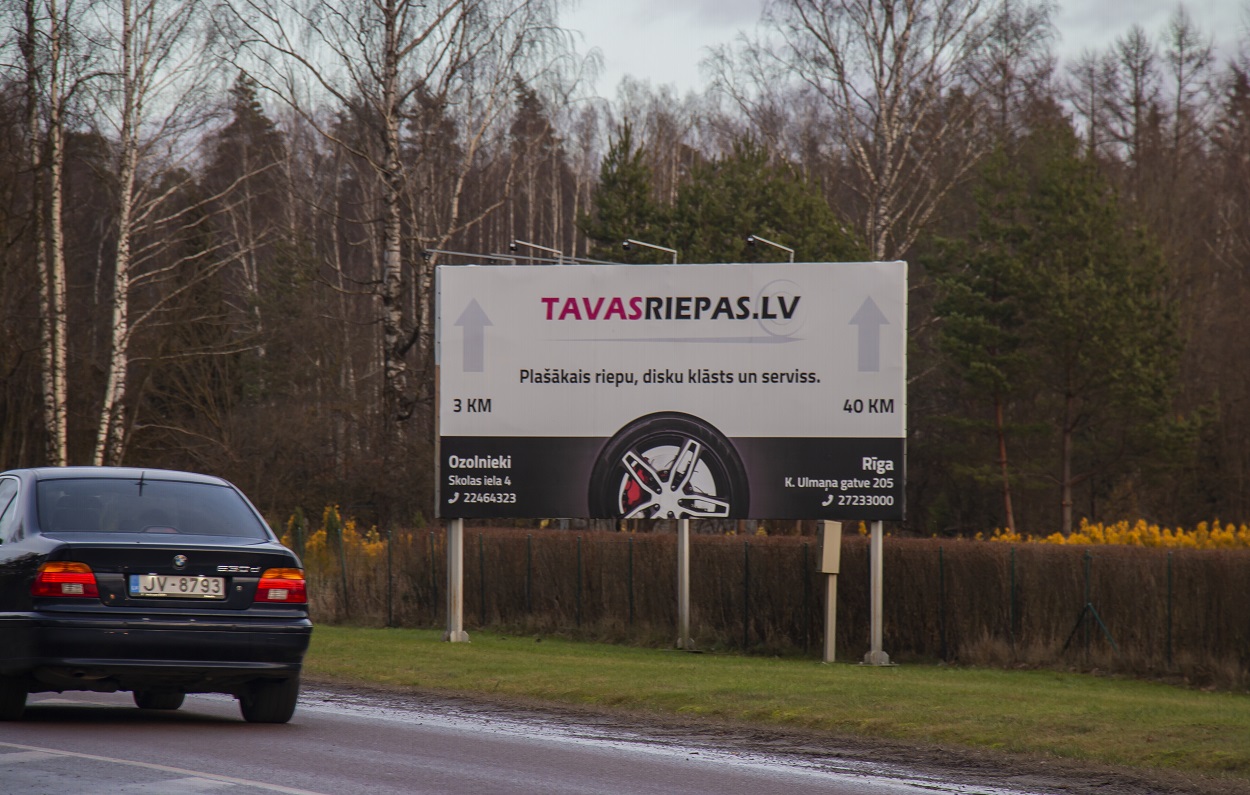 TAVASRIEPAS.LV
Plašākais riepu, disku klāsts un serviss.
3 KM
40 KM
Ozolnieki
Skolas iela 4
22464323
Rīga
K. Ulmaņa gatve 205
27233000
530d
JV-8793